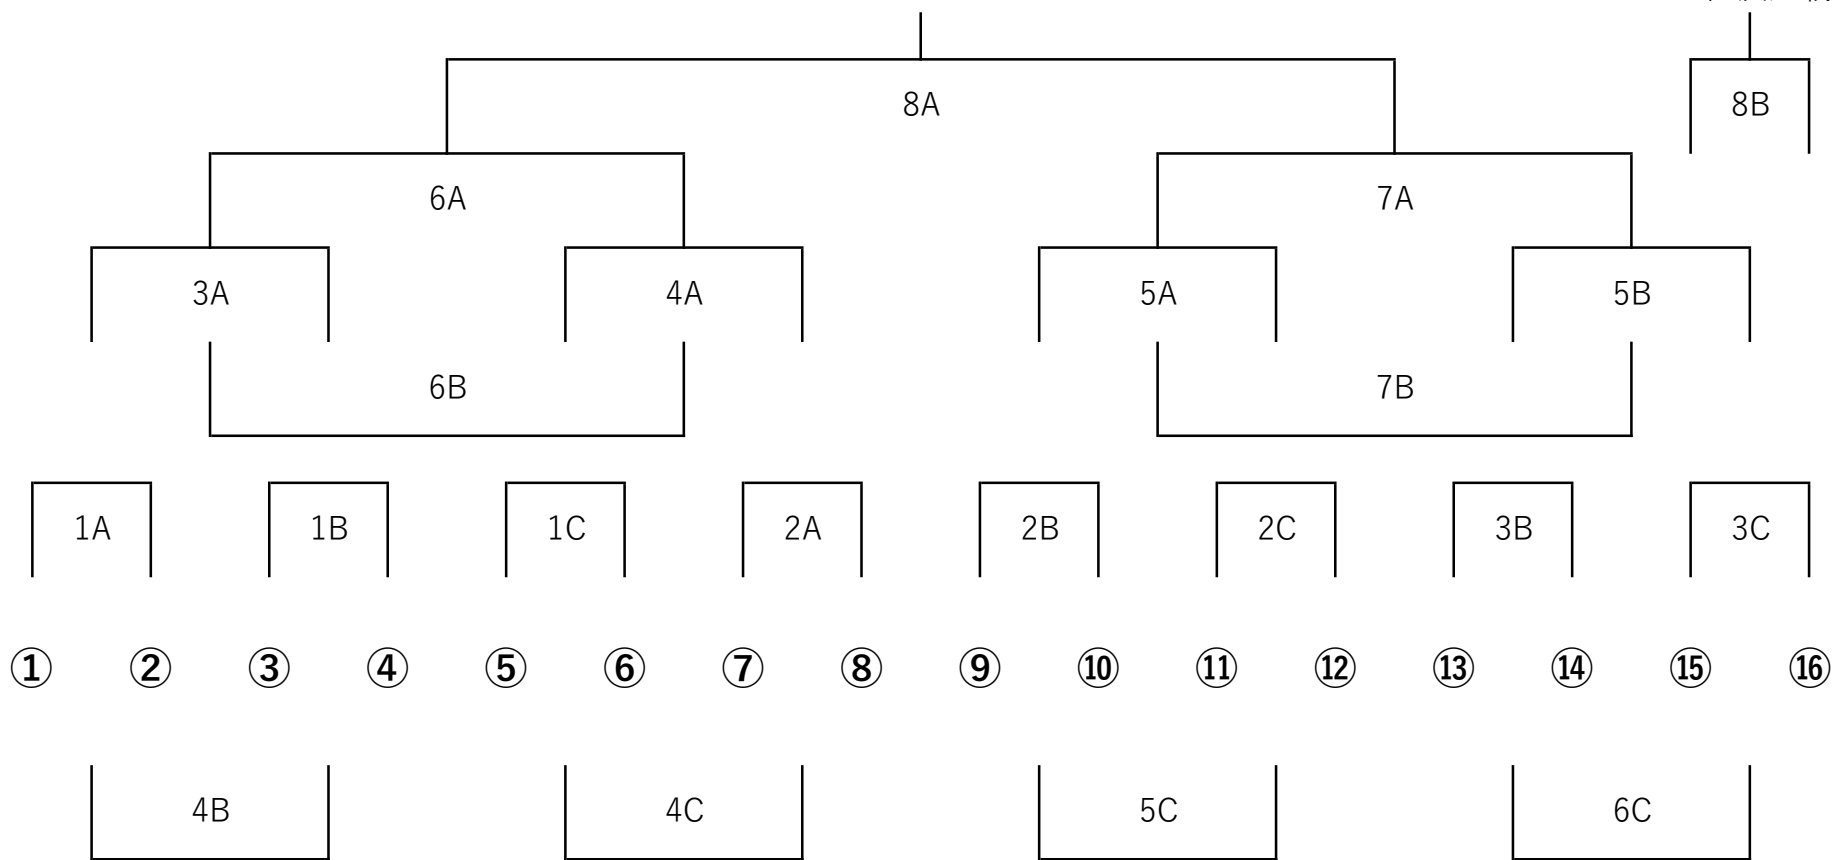 8A 8B
6A 7A
3A 4A 5A 5B
6B 7B
1A 1B 1C 2A 2B 2C 3B 3C
① ② ③ ④ ⑤ ⑥ ⑦ ⑧ ⑨ ⑩ ⑪ ⑫ ⑬ ⑭ ⑮ ⑯
4B 4C 5C 6C